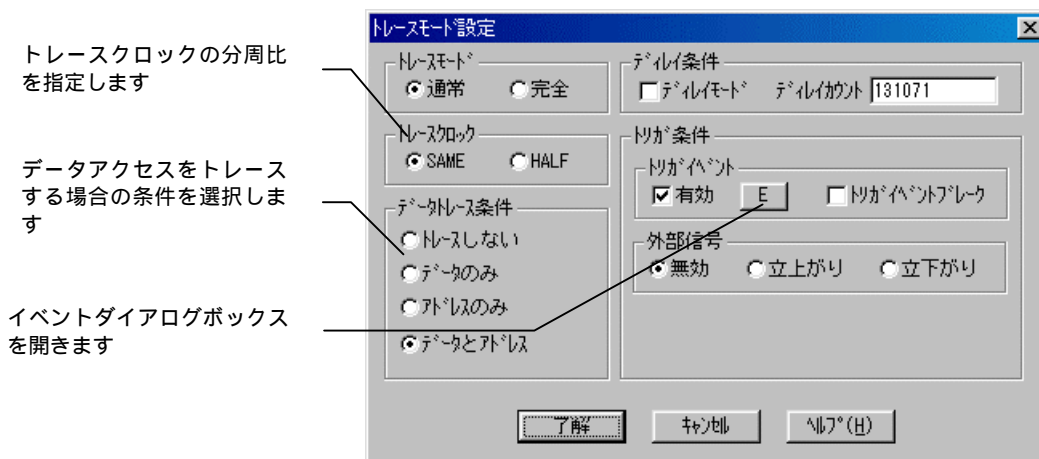 トレースクロックの分周比
を指定します
データアクセスをトレース
する場合の条件を選択しま
す
イベントダイアログボックス
を開きます
ﾄﾚｰｽﾓｰﾄﾞ設定
ﾄﾚｰｽﾓｰﾄﾞ
通常 完全
ﾄﾚｰｽｸﾛｯｸ
SAME HALF
ﾃﾞｰﾀﾄﾚｰｽ条件
ﾄﾚｰｽしない
ﾃﾞｰﾀのみ
ｱﾄﾞﾚｽのみ
ﾃﾞｰﾀとｱﾄﾞﾚｽ
ﾃﾞｨﾚｲ条件
ﾃﾞｨﾚｲﾓｰﾄﾞ ﾃﾞｨﾚｲｶｳﾝﾄ 131071
ﾄﾘｶﾞ条件
ﾄﾘｶﾞｲﾍﾞﾝﾄ
有効 E ﾄﾘｶﾞｲﾍﾞﾝﾄﾌﾞﾚｰｸ
外部信号
無効 立上がり 立下がり
了解 ｷｬﾝｾﾙ ﾍﾙﾌﾟ(H)